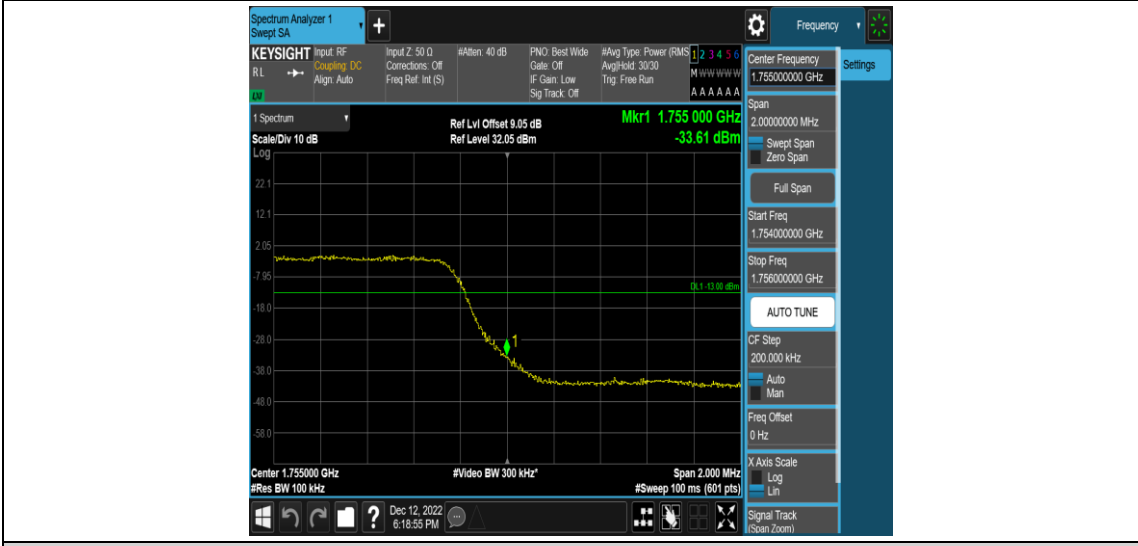 Spectrum Analyzer 1
Swept SA
+
Frequency
KEYSIGHT
RL
Input: RF
Coupling: DC
Align: Auto
Input Z: 50 Ω
Corrections: Off
Freq Ref: Int (S)
#Atten: 40 dB
PNO: Best Wide
Gate: Off
IF Gain: Low
Sig Track: Off
#Avg Type: Power (RMS
Avg|Hold: 30/30
Trig: Free Run
1 2 3 4 5 6
M W W W W W
A A A A A A
1 Spectrum
Scale/Div 10 dB
Log
Ref Lvl Offset 9.05 dB
Ref Level 32.05 dBm
Mkr1 1.755 000 GHz
-33.61 dBm
22.1
12.1
2.05
-7.95
DL1 -13.00 dBm
-18.0
-28.0
1
-38.0
-48.0
-58.0
Center 1.755000 GHz
#Res BW 100 kHz
#Video BW 300 kHz*
Span 2.000 MHz
#Sweep 100 ms (601 pts)
?
Dec 12, 2022
6:18:55 PM
Center Frequency
1.755000000 GHz
Settings
Span
2.00000000 MHz
Swept Span
Zero Span
Full Span
Start Freq
1.754000000 GHz
Stop Freq
1.756000000 GHz
AUTO TUNE
CF Step
200.000 kHz
Auto
Man
Freq Offset
0 Hz
X Axis Scale
Log
Lin
Signal Track
(Span Zoom)